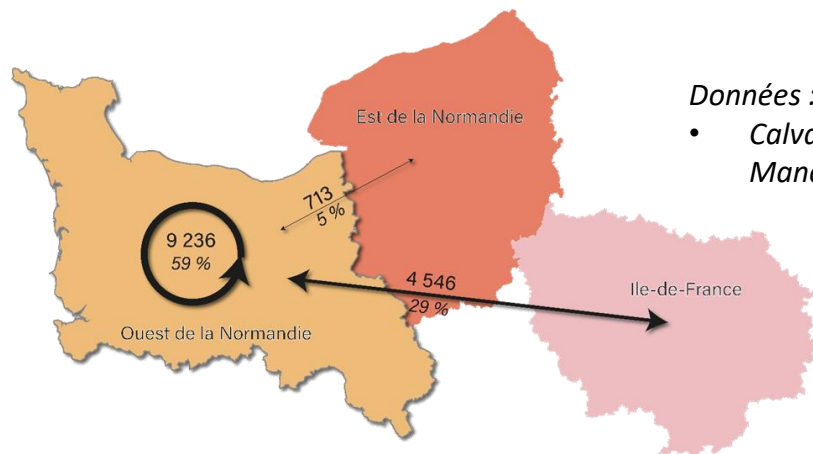 Est de la Normandie
Données :
• Calva
Manc
713
5 %
9 236
59 %
4 546
29 %
Ile-de-France
Ouest de la Normandie